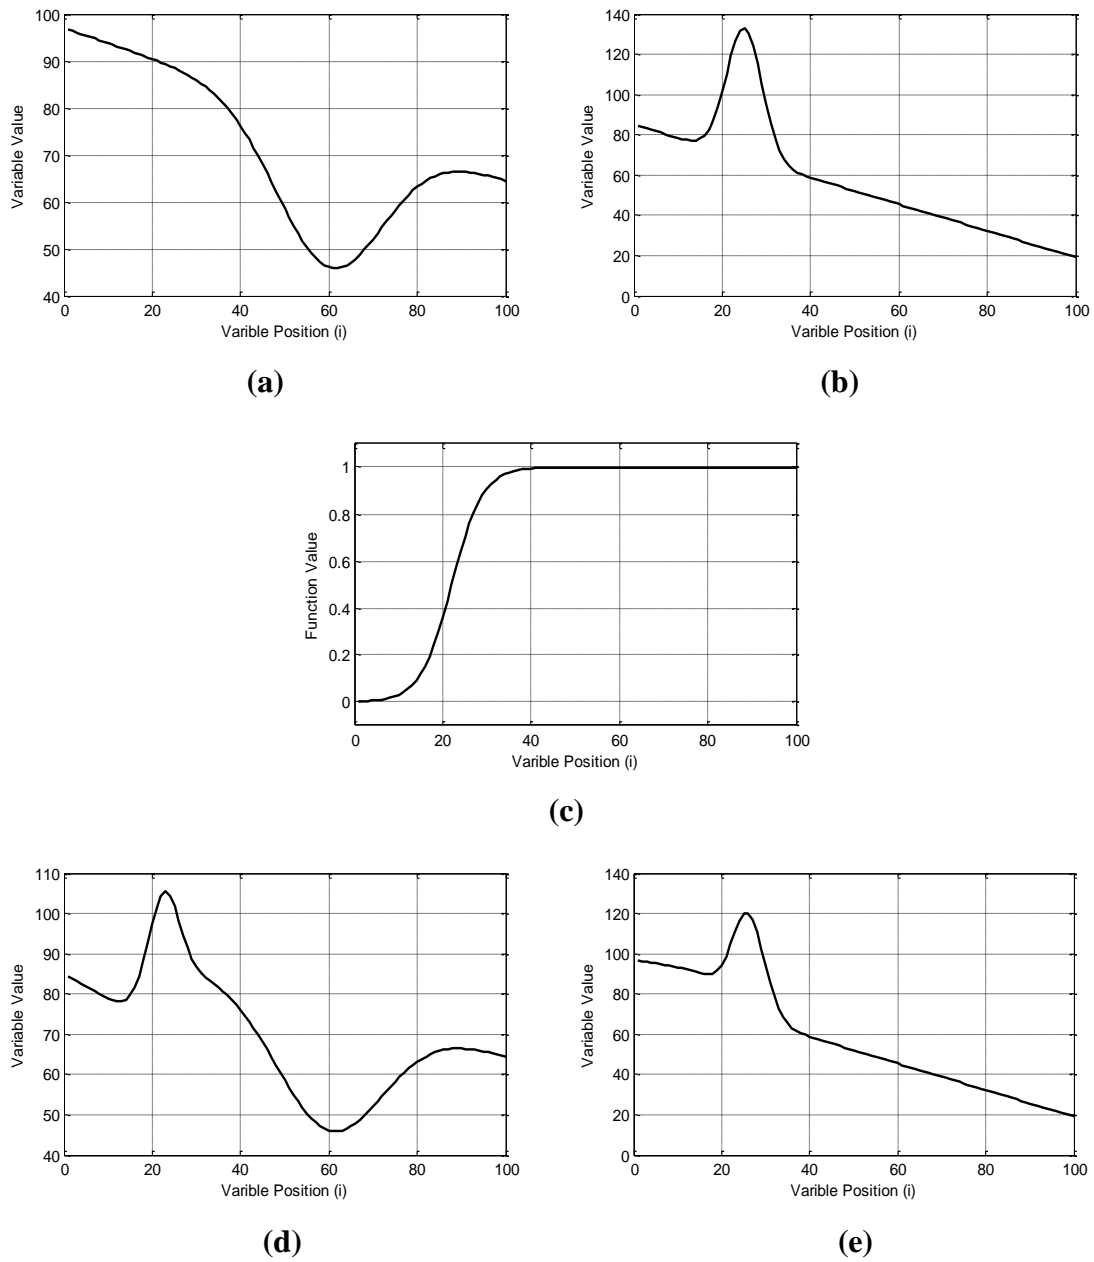 100
90
80
70
60
50
40
0 20 40 60 80 100
Variable Value
Varible Position (i)
(a)
140
120
100
80
60
40
20
0
0 20 40 60 80 100
Variable Value
Varible Position (i)
(b)
1
0.8
0.6
0.4
0.2
0
0 20 40 60 80 100
Function Value
Varible Position (i)
(c)
110
100
90
80
70
60
50
40
0 20 40 60 80 100
Variable Value
Varible Position (i)
(d)
140
120
100
80
60
40
20
0
0 20 40 60 80 100
Variable Value
Varible Position (i)
(e)